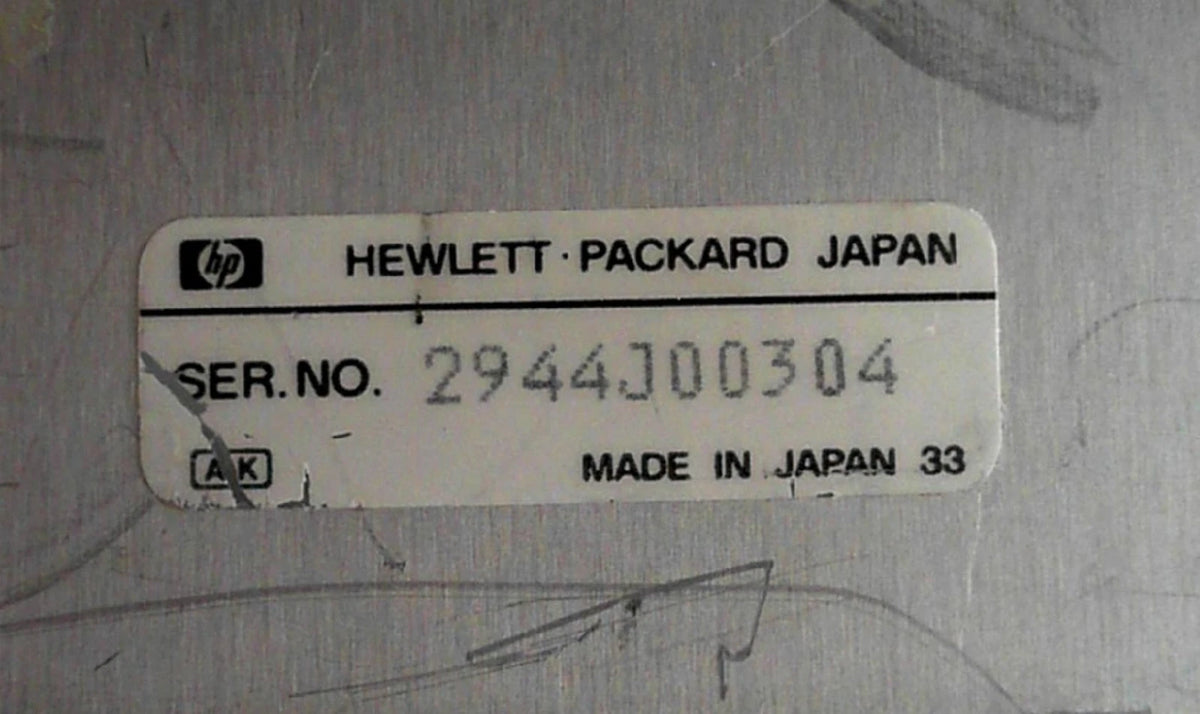 hp HEWLETT·PACKARD JAPAN
SER.NO. 2944J00304
AK MADE IN JAPAN 33